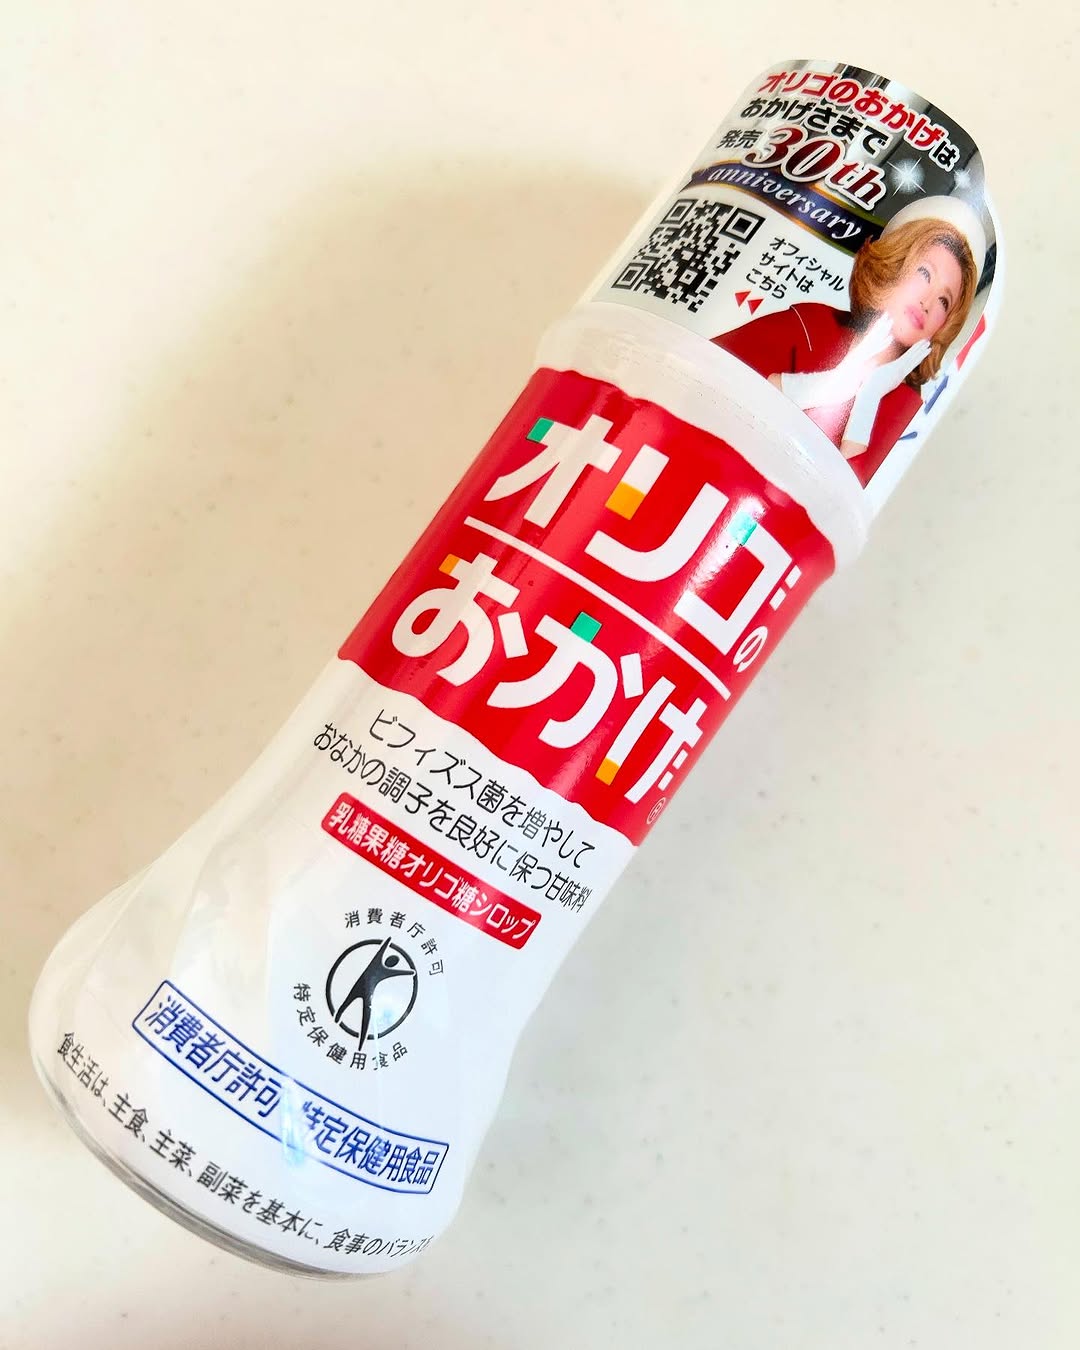 オリゴのおかげは
おかげさまで
発売30th
anniversary
オフィシャル
サイトは
こちら
オリゴの
おかげ®
ビフィズス菌を増やして
おなかの調子を良好に保つ甘味料
乳糖果糖オリゴ糖シロップ
消費者庁許可
特定保健用食品
消費者庁許可 特定保健用食品
食生活は、主食、主菜、副菜を基本に、食事のバランスを